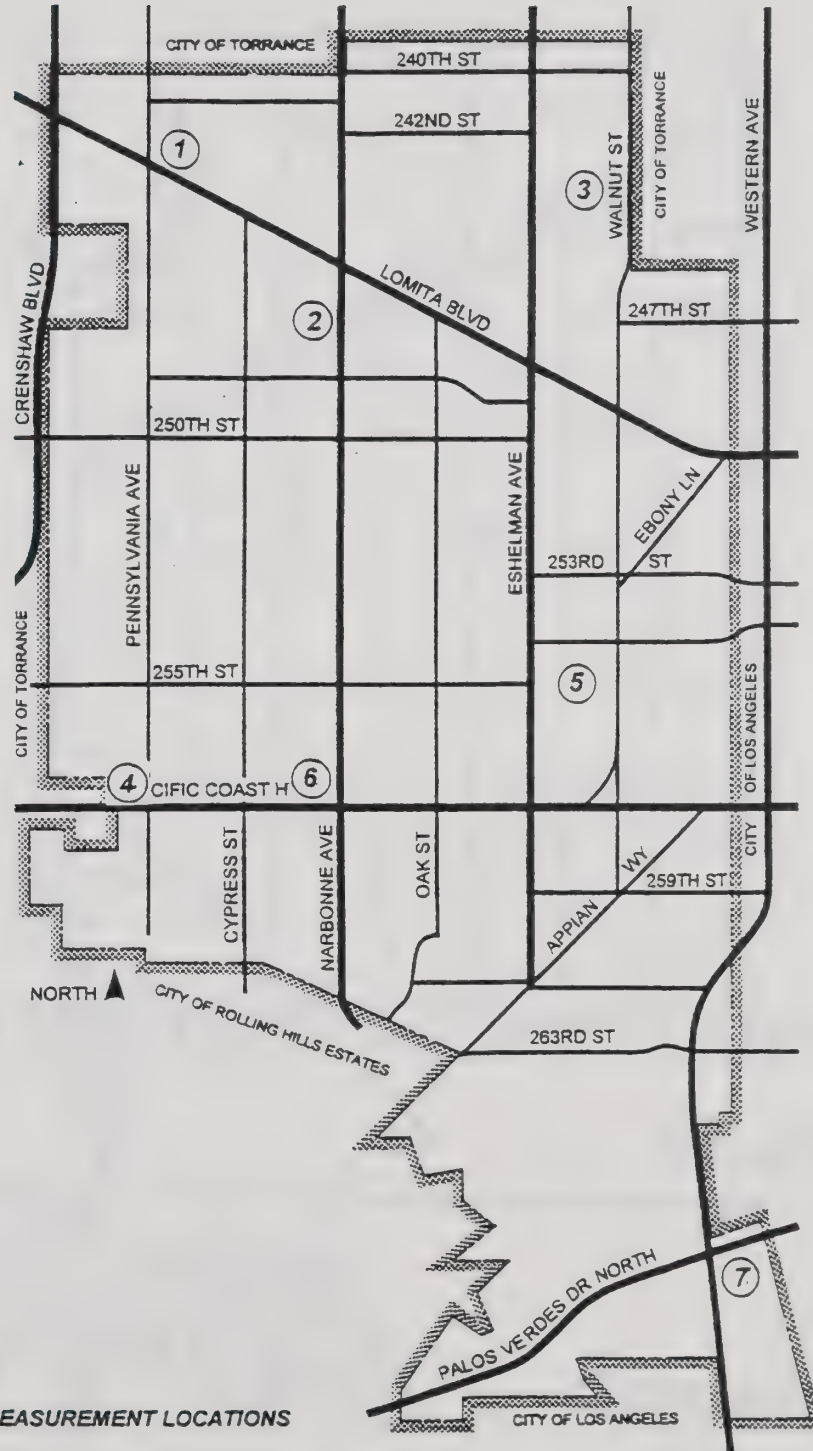 CITY OF TORRANCE
240TH ST
242ND ST
1
3
WALNUT ST
CITY OF TORRANCE
WESTERN AVE
CRENSHAW BLVD
2
LOMITA BLVD
247TH ST
250TH ST
PENNSYLVANIA AVE
ESHELMAN AVE
EBONY LN
253RD ST
CITY OF TORRANCE
255TH ST
5
CITY OF LOS ANGELES
4
CIFIC COAST H
6
CYPRESS ST
NARBONNE AVE
OAK ST
APPIAN WY
259TH ST
NORTH
CITY OF ROLLING HILLS ESTATES
263RD ST
PALOS VERDES DR NORTH
7
EASUREMENT LOCATIONS
CITY OF LOS ANGELES